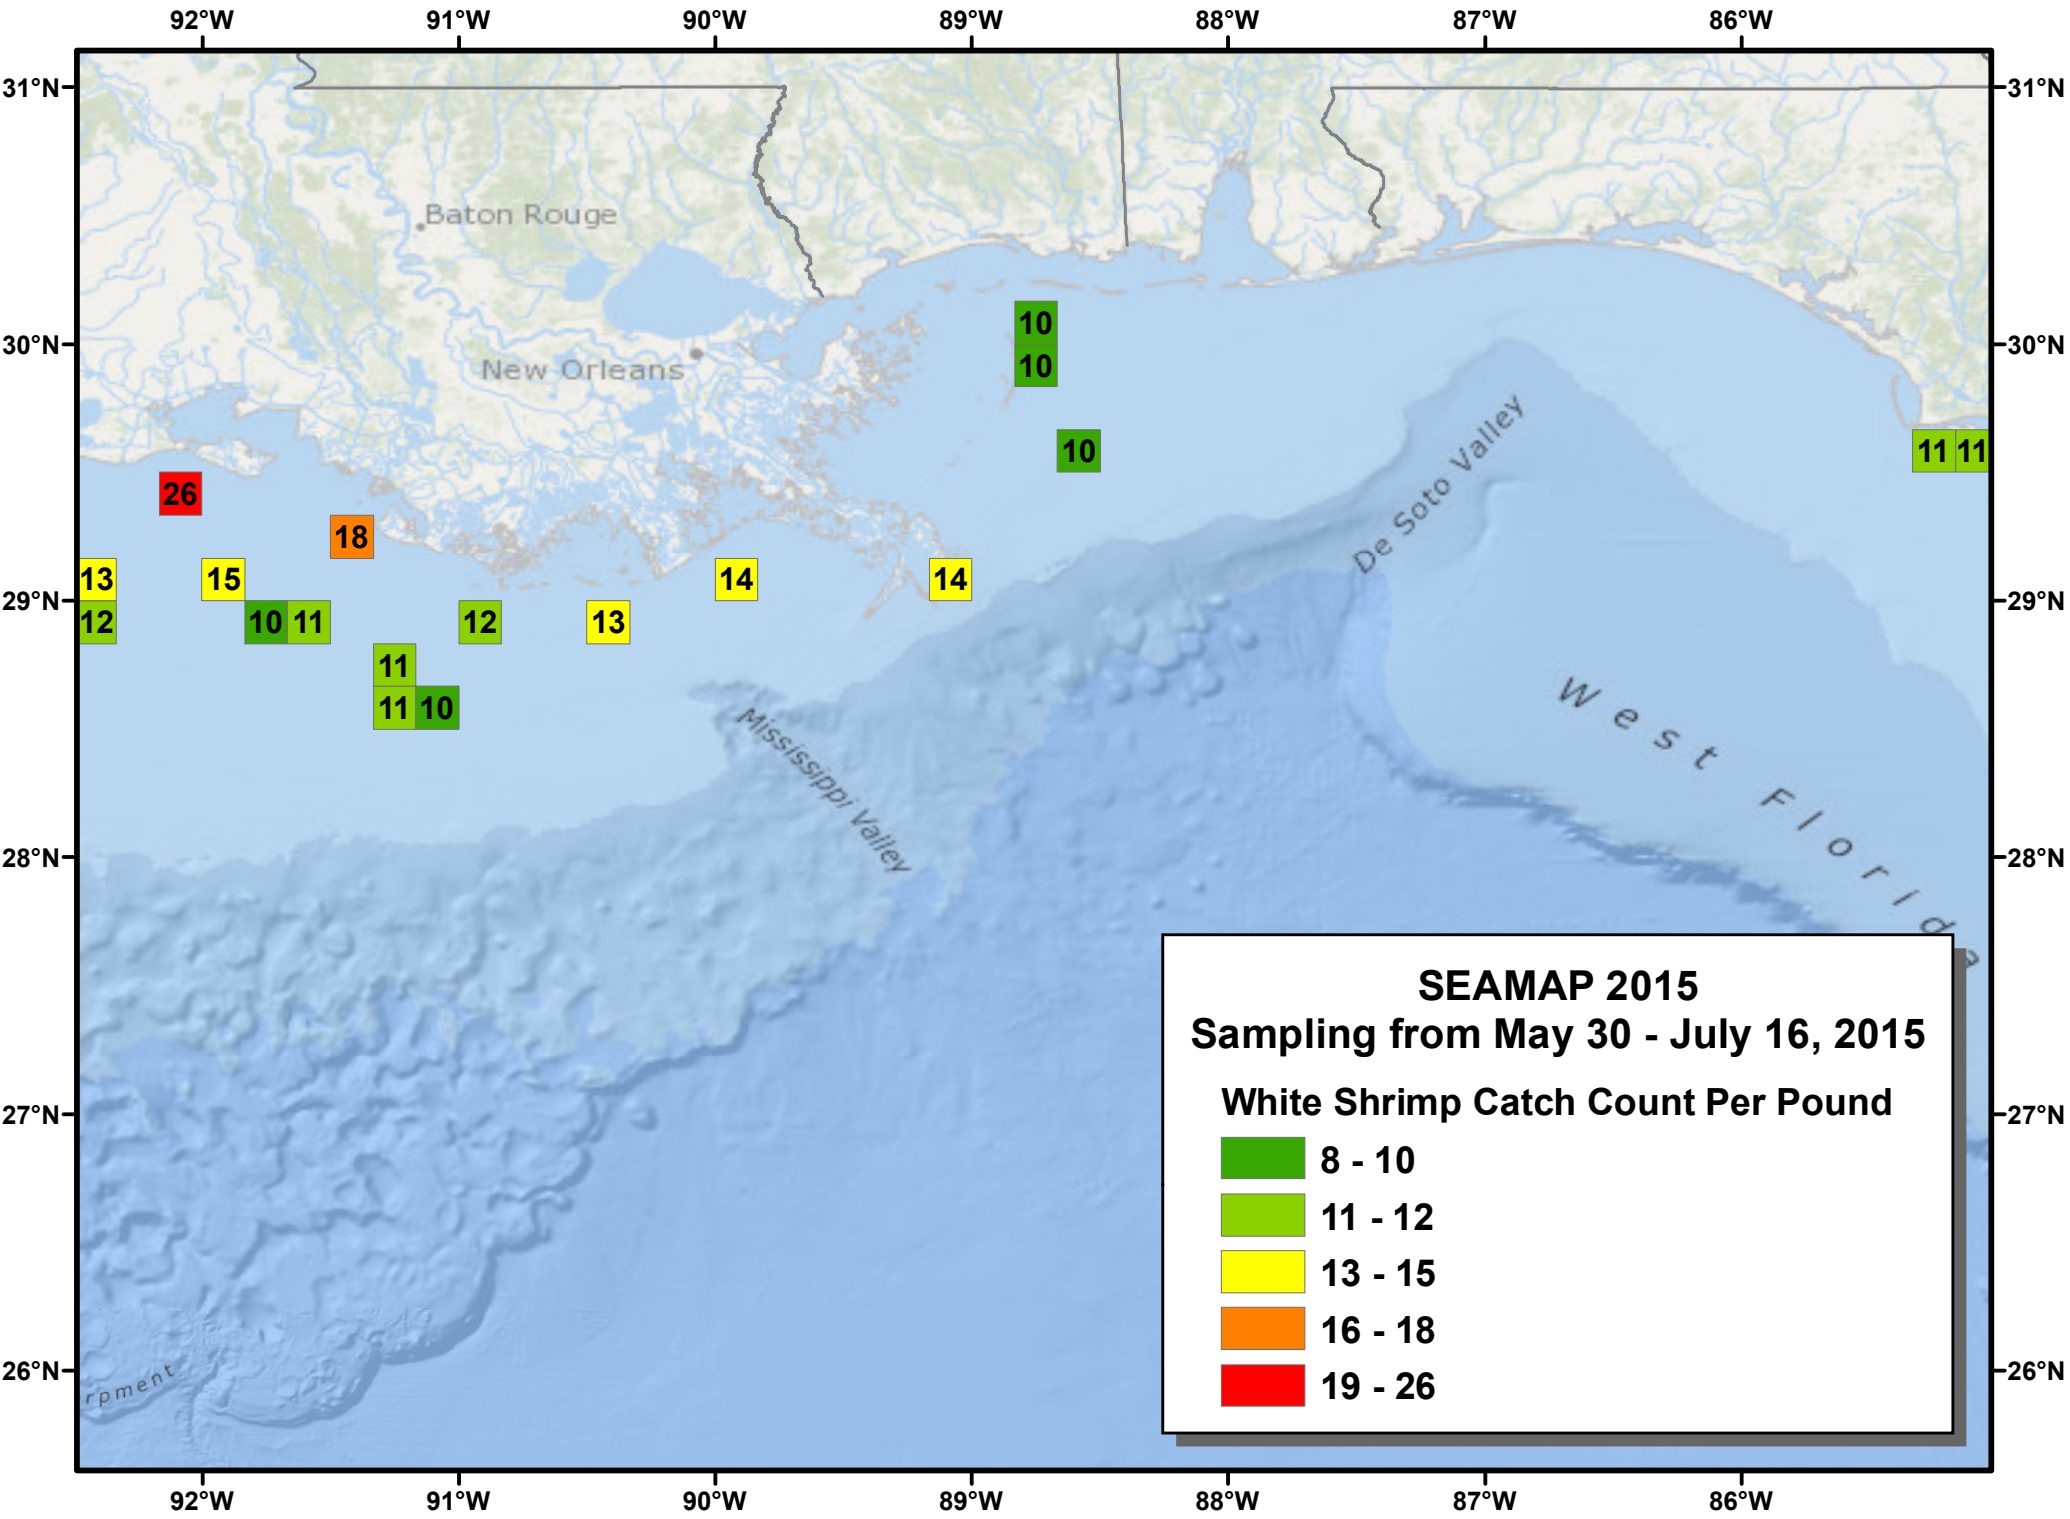 92°W 91°W 90°W 89°W 88°W 87°W 86°W
31°N 31°N
Baton Rouge
10
30°N 30°N
10
New Orleans
De Soto Valley
10 11 11
26
18
13 15 14 14
29°N 29°N
12 10 11 12 13
11
11 10
West Florida
Mississippi Valley
28°N 28°N
SEAMAP 2015
Sampling from May 30 - July 16, 2015
White Shrimp Catch Count Per Pound
27°N 27°N
8 - 10
11 - 12
13 - 15
16 - 18
26°N 26°N
rpment
19 - 26
92°W 91°W 90°W 89°W 88°W 87°W 86°W